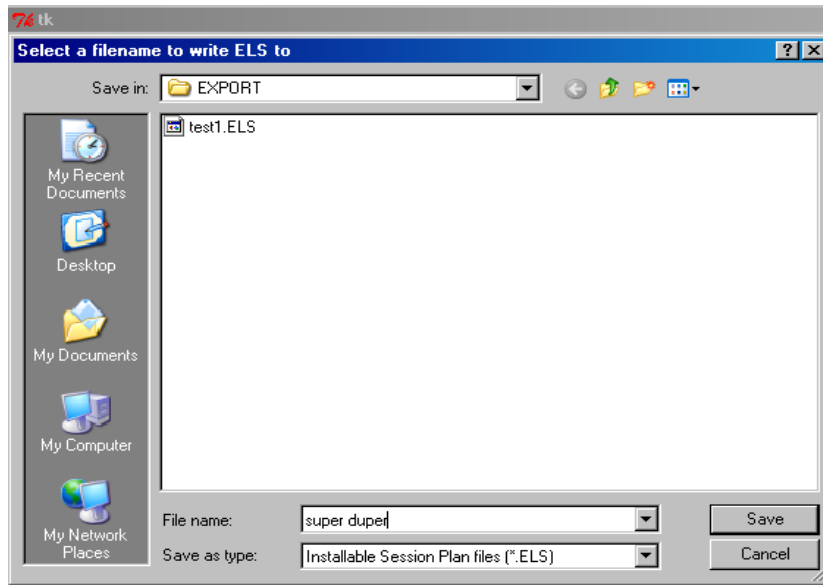 tk
Select a filename to write ELS to
Save in:
EXPORT
test1.ELS
My Recent
Documents
Desktop
My Documents
My Computer
My Network
Places
File name:
super duper
Save
Save as type:
Installable Session Plan files (*.ELS)
Cancel